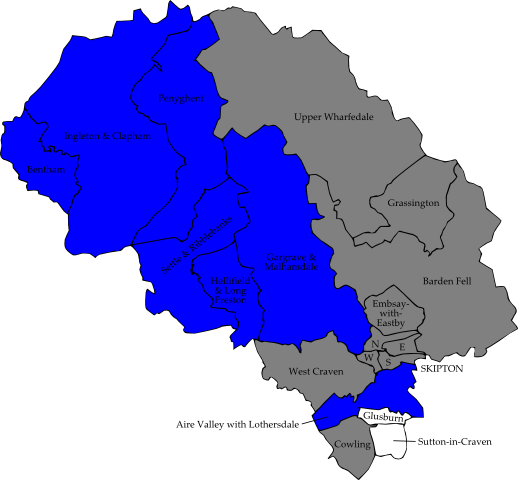 Penyghent
Upper Wharfedale
Ingleton & Clapham
Bentham
Grassington
Settle & Ribblebanks
Gargrave &
Malhamdale
Hellifield
& Long
Preston
Barden Fell
Embsay-
with-
Eastby
N
E
W
S
SKIPTON
West Craven
Glusburn
Aire Valley with Lothersdale
Cowling
Sutton-in-Craven